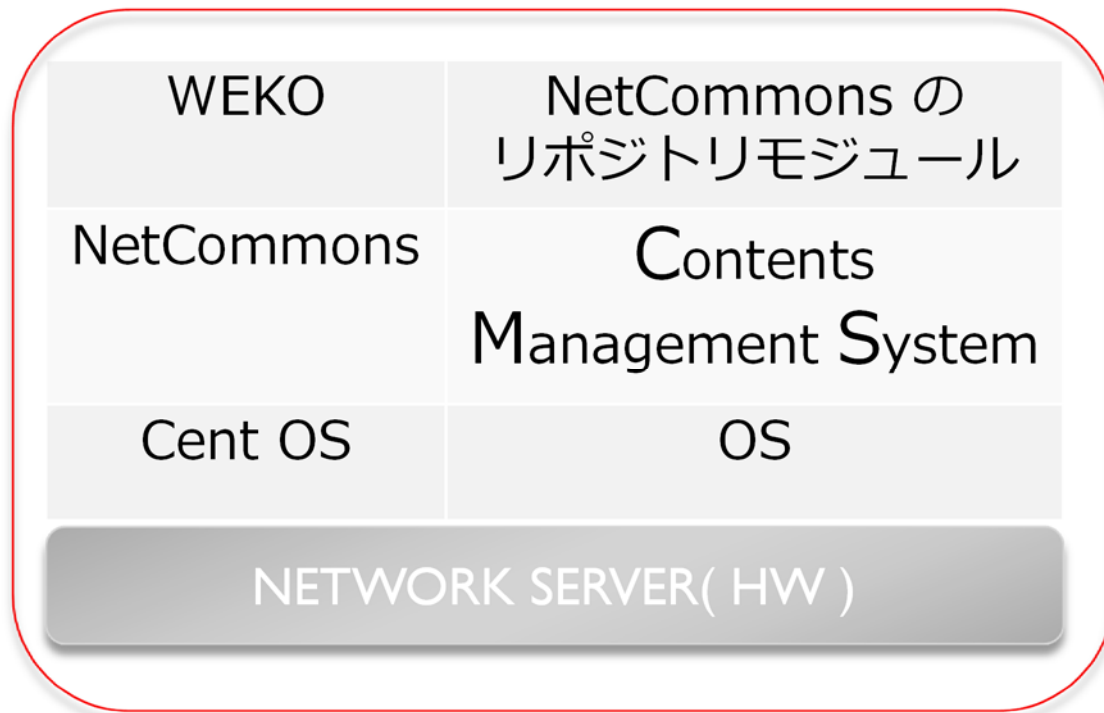 WEKO
NetCommons の
リポジトリモジュール
NetCommons
Contents
Management System
Cent OS
OS
NETWORK SERVER( HW )